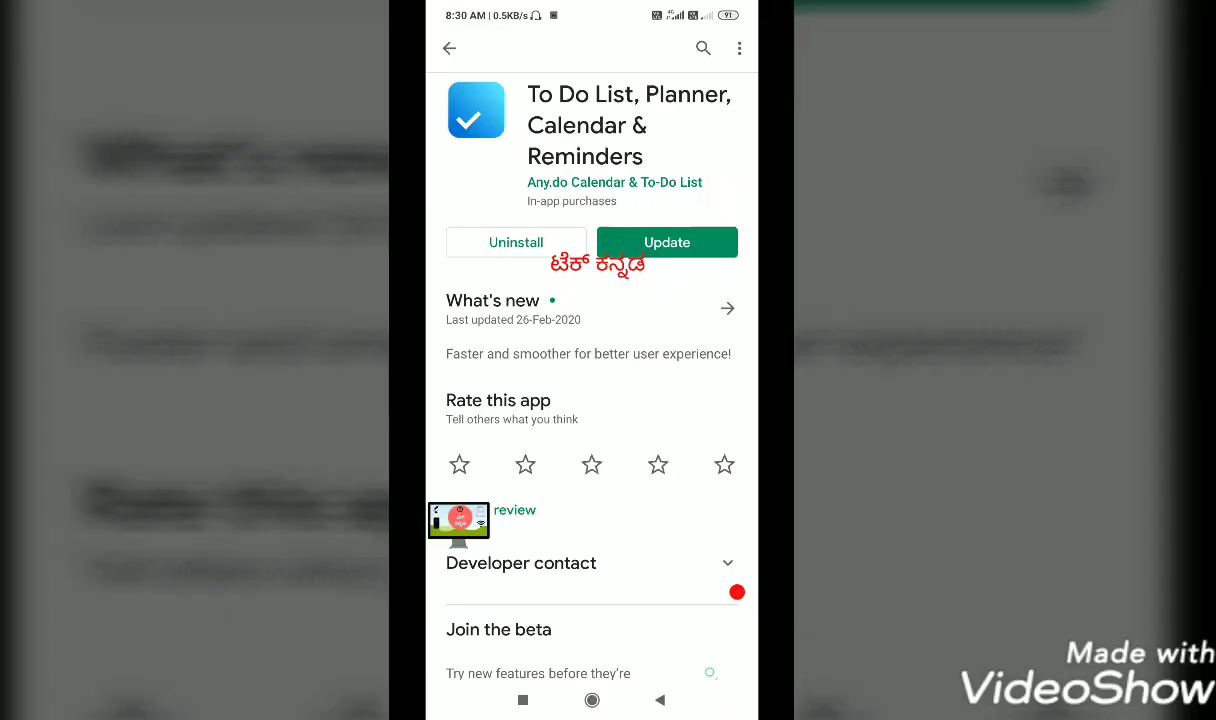 8:30 AM | 0.5KB/s
4G
91
To Do List, Planner,
Calendar &
Reminders
Any.do Calendar & To-Do List
In-app purchases
Uninstall
Update
ಟೆಕ್ ಕನ್ನಡ
What's new
Last updated 26-Feb-2020
Faster and smoother for better user experience!
Rate this app
Tell others what you think
review
Developer contact
Join the beta
Try new features before they're
Made with
VideoShow